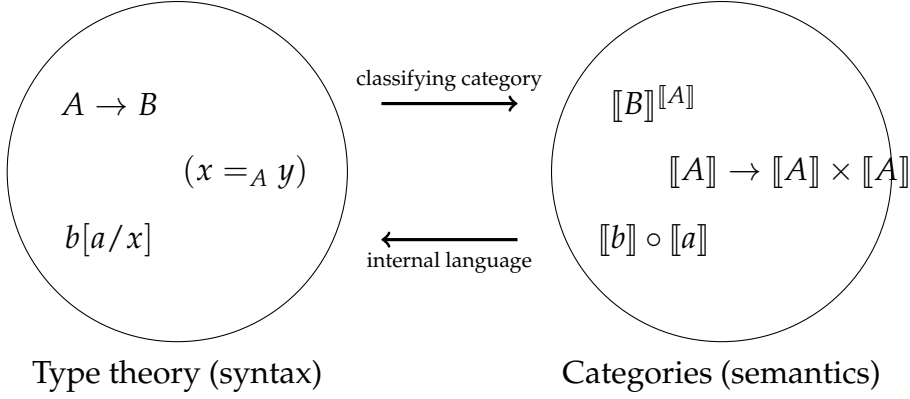 classifying category
A → B
⟦B⟧^⟦A⟧
(x =_A y)
⟦A⟧ → ⟦A⟧ × ⟦A⟧
b[a/x]
⟦b⟧ ∘ ⟦a⟧
internal language
Type theory (syntax)
Categories (semantics)